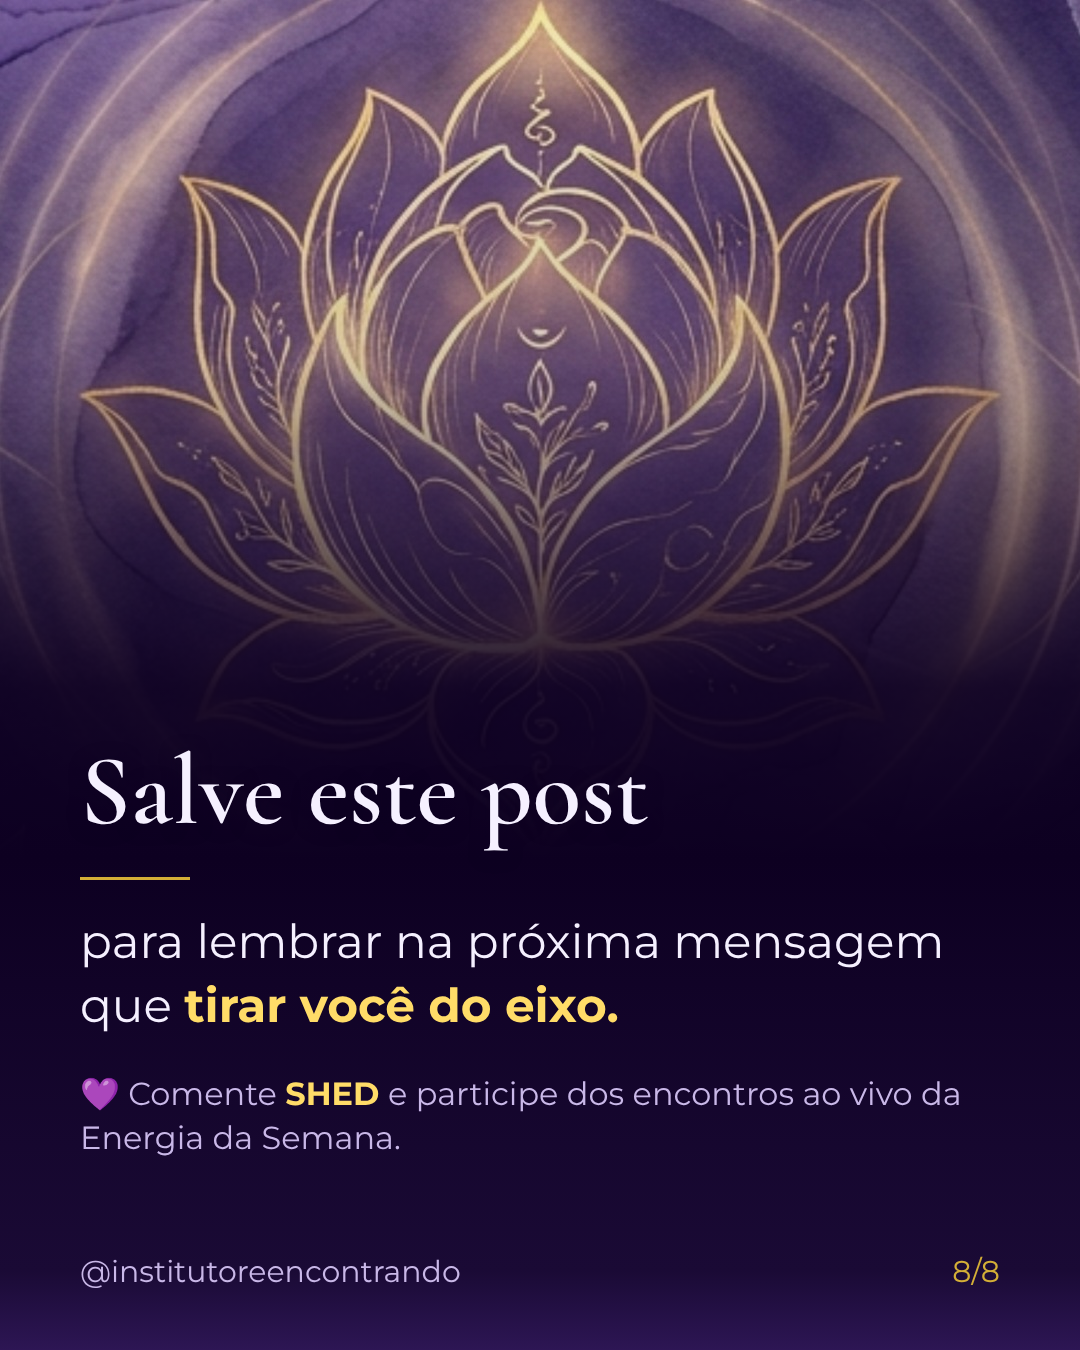 Salve este post
para lembrar na próxima mensagem
que tirar você do eixo.
💜 Comente SHED e participe dos encontros ao vivo da
Energia da Semana.
@institutoreencontrando
8/8